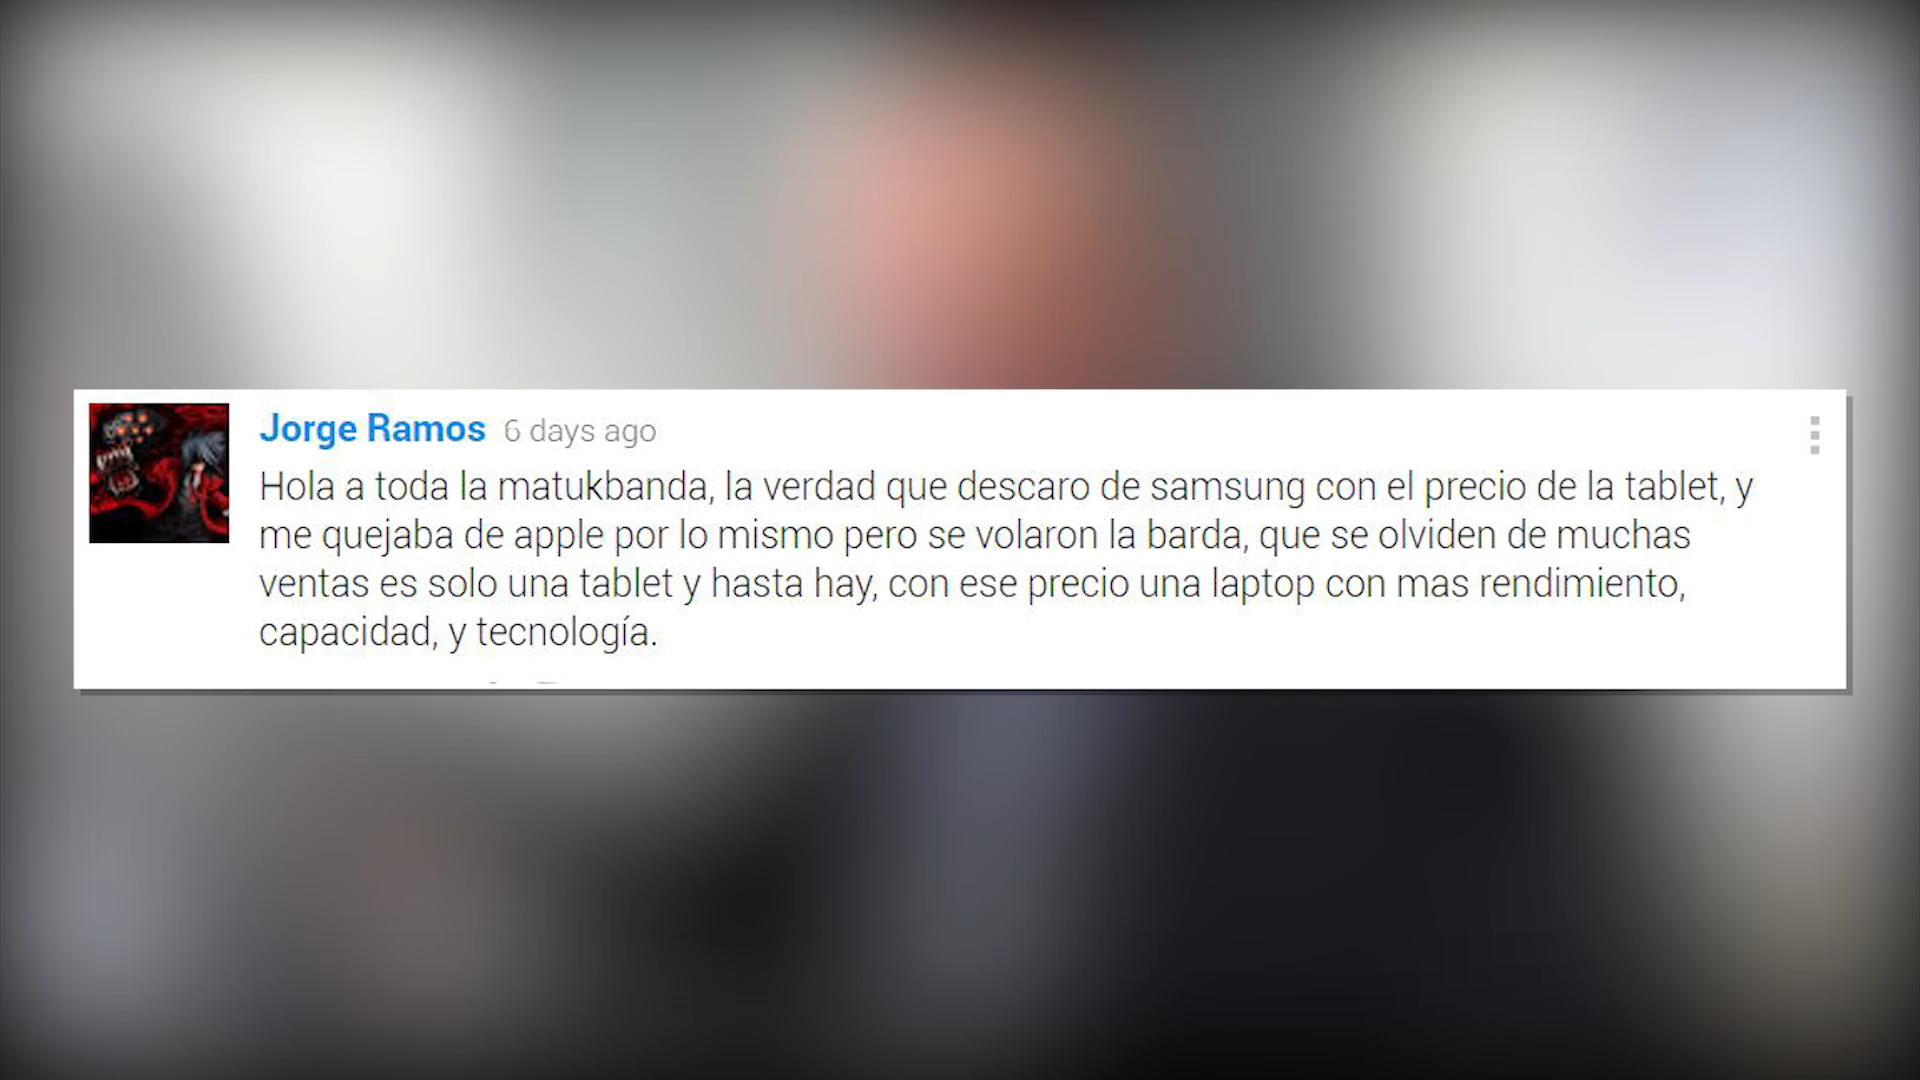 Jorge Ramos 6 days ago
Hola a toda la matukbanda, la verdad que descaro de samsung con el precio de la tablet, y
me quejaba de apple por lo mismo pero se volaron la barda, que se olviden de muchas
ventas es solo una tablet y hasta hay, con ese precio una laptop con mas rendimiento,
capacidad, y tecnología.